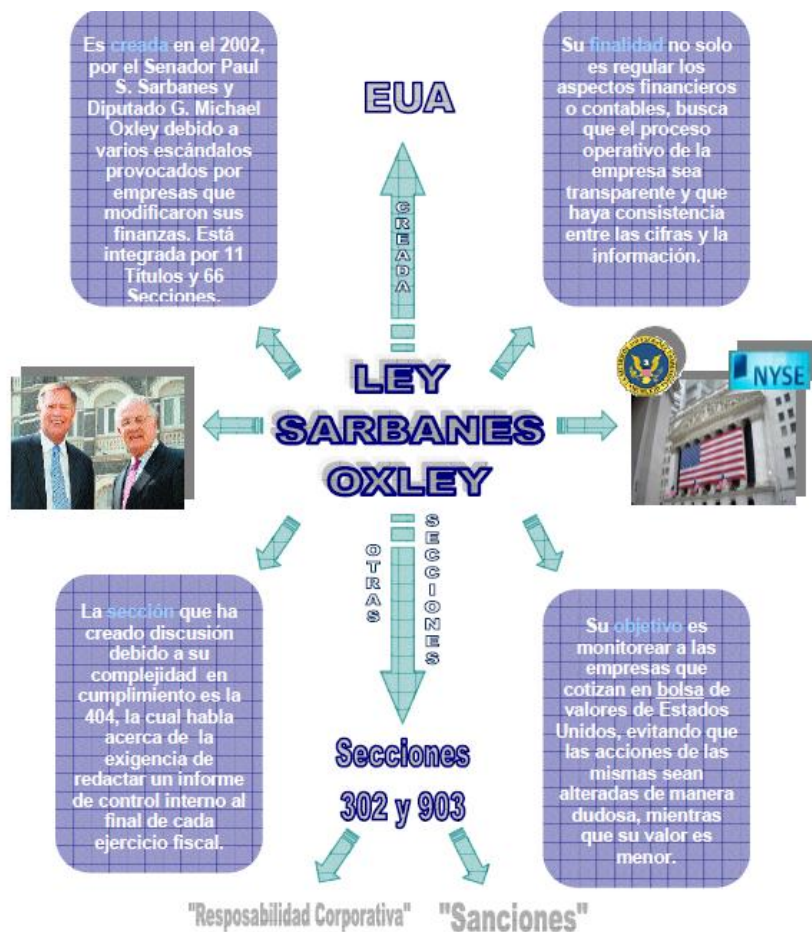 Es creada en el 2002,
por el Senador Paul
S. Sarbanes y
Diputado G. Michael
Oxley debido a
varios escándalos
provocados por
empresas que
modificaron sus
finanzas. Está
integrada por 11
Títulos y 66
Secciones.
EUA
CREADA
Su finalidad no solo
es regular los
aspectos financieros
o contables, busca
que el proceso
operativo de la
empresa sea
transparente y que
haya consistencia
entre las cifras y la
información.
LEY
SARBANES
OXLEY
NYSE
OTRAS
SECCIONES
La sección que ha
creado discusión
debido a su
complejidad en
cumplimiento es la
404, la cual habla
acerca de la
exigencia de
redactar un informe
de control interno al
final de cada
ejercicio fiscal.
Su objetivo es
monitorear a las
empresas que
cotizan en bolsa de
valores de Estados
Unidos, evitando que
las acciones de las
mismas sean
alteradas de manera
dudosa, mientras
que su valor es
menor.
Secciones
302 y 903
"Resposabilidad Corporativa"
"Sanciones"